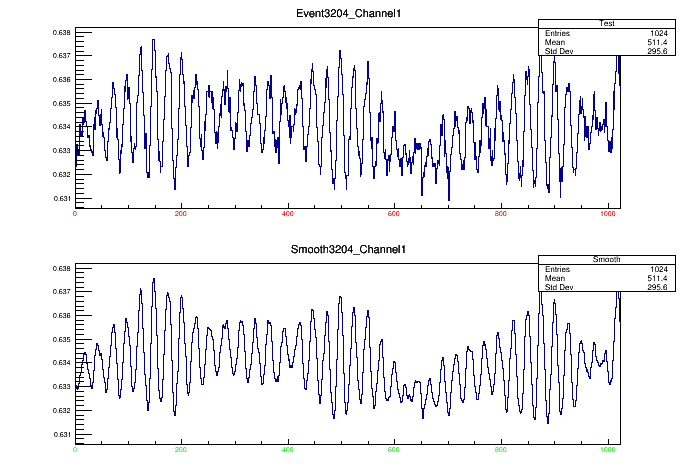 Event3204_Channel1
Test
Entries 1024
Mean 511.4
Std Dev 295.6
0.638
0.637
0.636
0.635
0.634
0.633
0.632
0.631
0 200 400 600 800 1000
Smooth3204_Channel1
Smooth
Entries 1024
Mean 511.4
Std Dev 295.6
0.638
0.637
0.636
0.635
0.634
0.633
0.632
0.631
0 200 400 600 800 1000